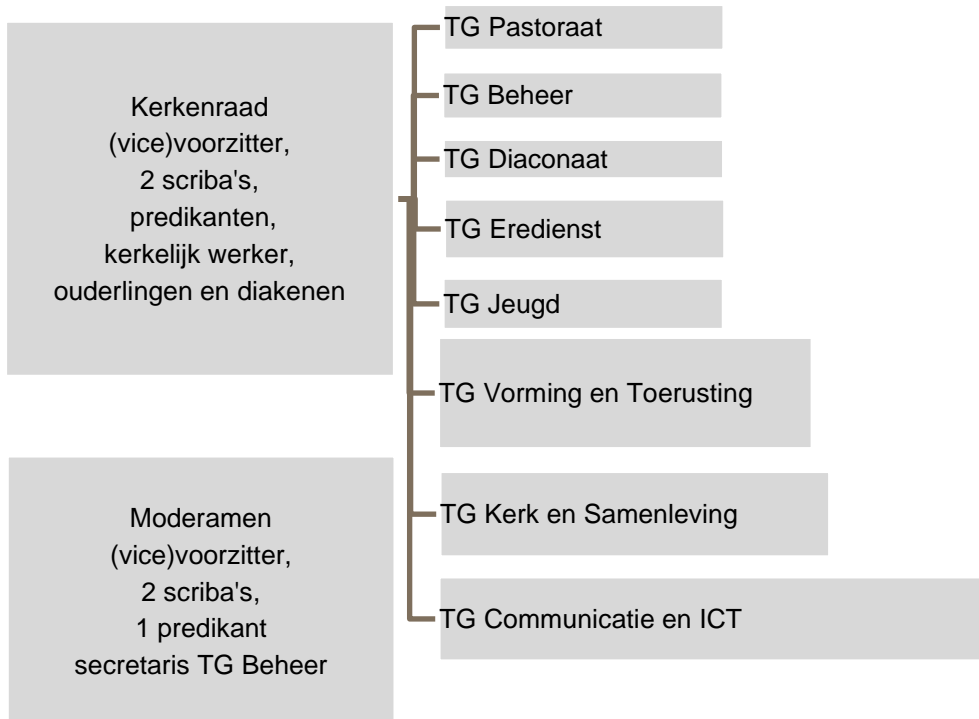 Kerkenraad
(vice)voorzitter,
2 scriba's,
predikanten,
kerkelijk werker,
ouderlingen en diakenen
Moderamen
(vice)voorzitter,
2 scriba's,
1 predikant
secretaris TG Beheer
TG Pastoraat
TG Beheer
TG Diaconaat
TG Eredienst
TG Jeugd
TG Vorming en Toerusting
TG Kerk en Samenleving
TG Communicatie en ICT